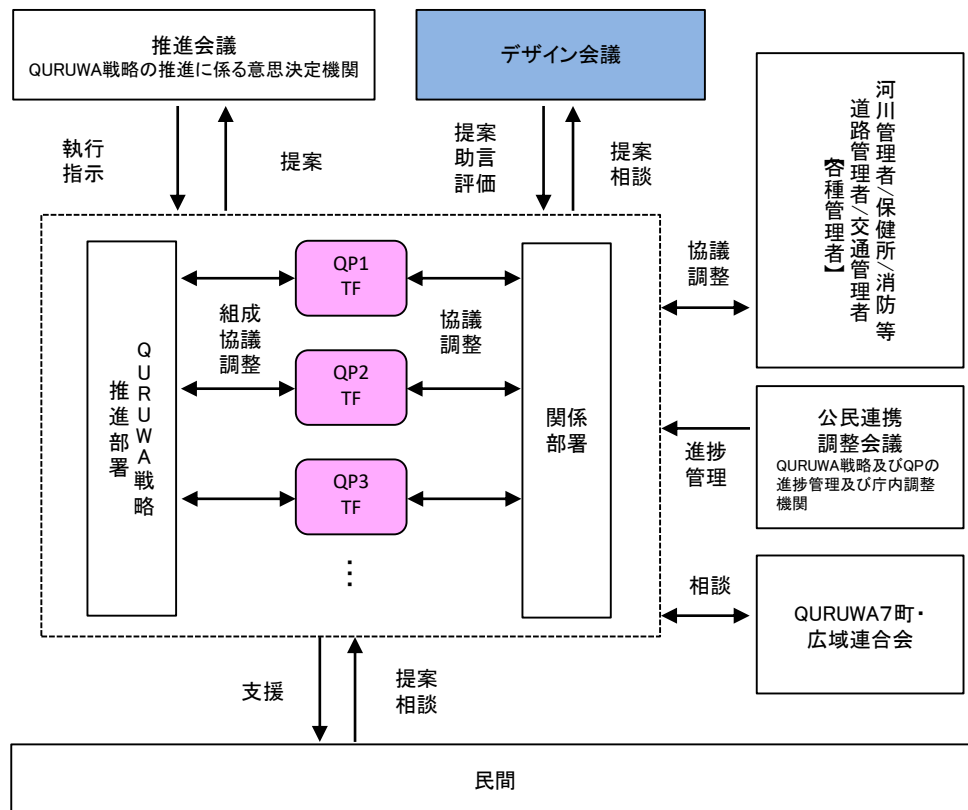 推進会議
QURUWA戦略の推進に係る意思決定機関
デザイン会議
河川管理者/保健所/消防等
道路管理者/交通管理者
【各種管理者】
執行
指示
提案
提案
助言
評価
提案
相談
QURUWA戦略
推進部署
QP1
TF
組成
協議
調整
協議
調整
QP2
TF
QP3
TF
⋮
関係
部署
協議
調整
進捗
管理
公民連携
調整会議
QURUWA戦略及びQPの
進捗管理及び庁内調整
機関
相談
QURUWA7町・
広域連合会
支援
提案
相談
民間